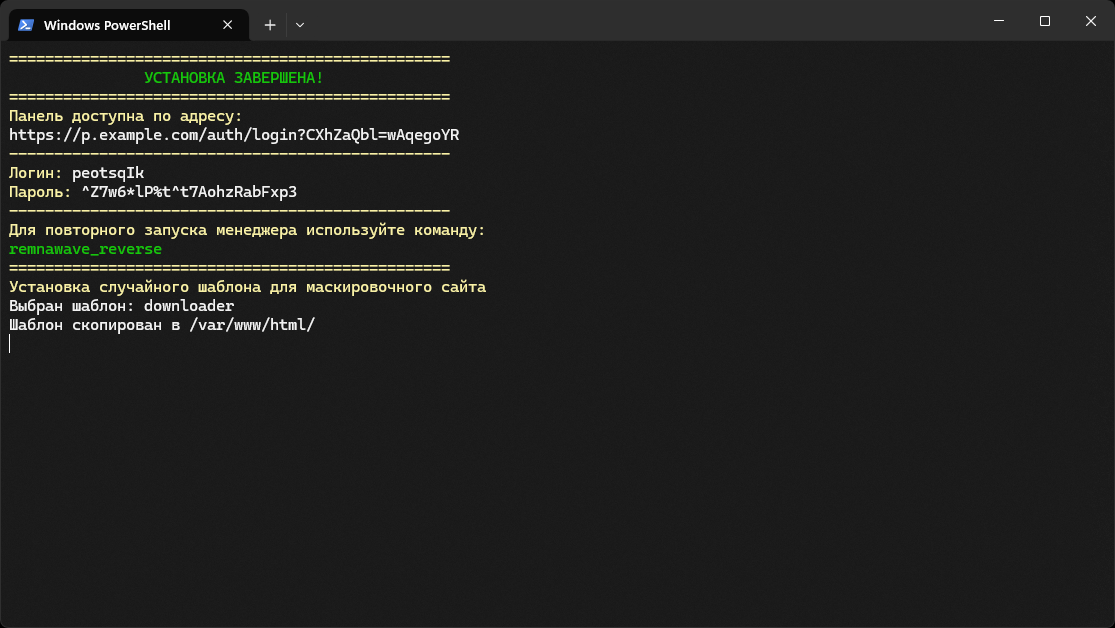 Windows PowerShell
=================================================
УСТАНОВКА ЗАВЕРШЕНА!
=================================================
Панель доступна по адресу:
https://p.example.com/auth/login?CXhZaQbl=wAqegoYR
-------------------------------------------------
Логин: peotsqIk
Пароль: ^Z7w6*lP%t^t7AohzRabFxp3
-------------------------------------------------
Для повторного запуска менеджера используйте команду:
remnawave_reverse
=================================================
Установка случайного шаблона для маскировочного сайта
Выбран шаблон: downloader
Шаблон скопирован в /var/www/html/